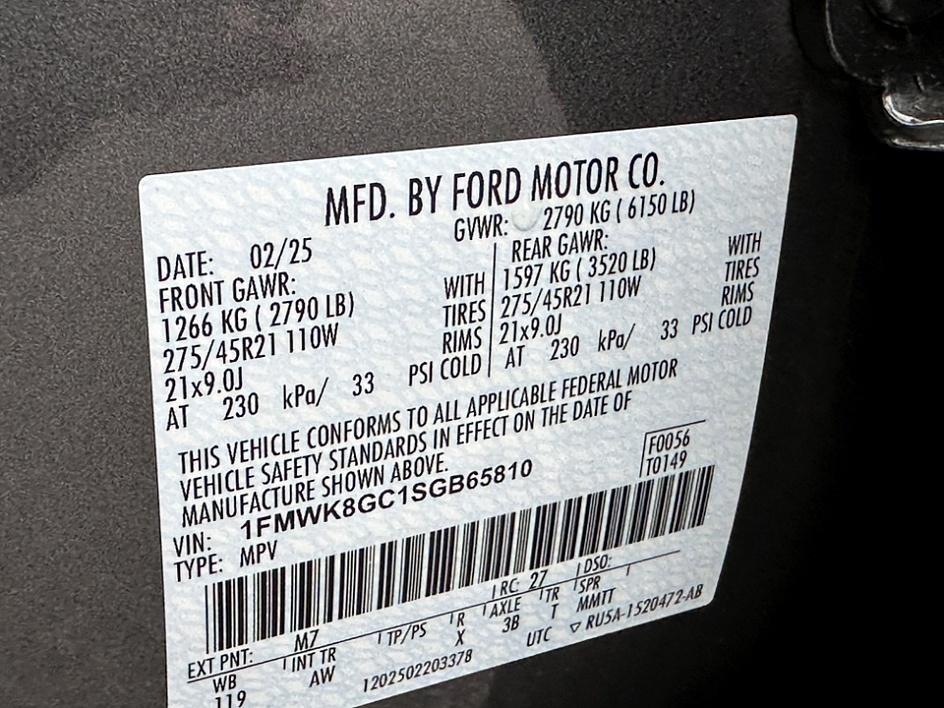 MFD. BY FORD MOTOR CO.
DATE: 02/25 GVWR: 2790 KG ( 6150 LB)
FRONT GAWR: REAR GAWR:
1266 KG ( 2790 LB) WITH 1597 KG ( 3520 LB) WITH
275/45R21 110W TIRES 275/45R21 110W TIRES
21x9.0J RIMS 21x9.0J RIMS
AT 230 kPa/ 33 PSI COLD AT 230 kPa/ 33 PSI COLD
THIS VEHICLE CONFORMS TO ALL APPLICABLE FEDERAL MOTOR
VEHICLE SAFETY STANDARDS IN EFFECT ON THE DATE OF
MANUFACTURE SHOWN ABOVE.
F0056
T0149
VIN: 1FMWK8GC1SGB65810
TYPE: MPV
EXT PNT: M7 RC: 27 DSO:
WB INT TR TP/PS R AXLE TR SPR
119 AW X 3B T MMTT
1202502203378 UTC ▽ RU5A-1520472-AB